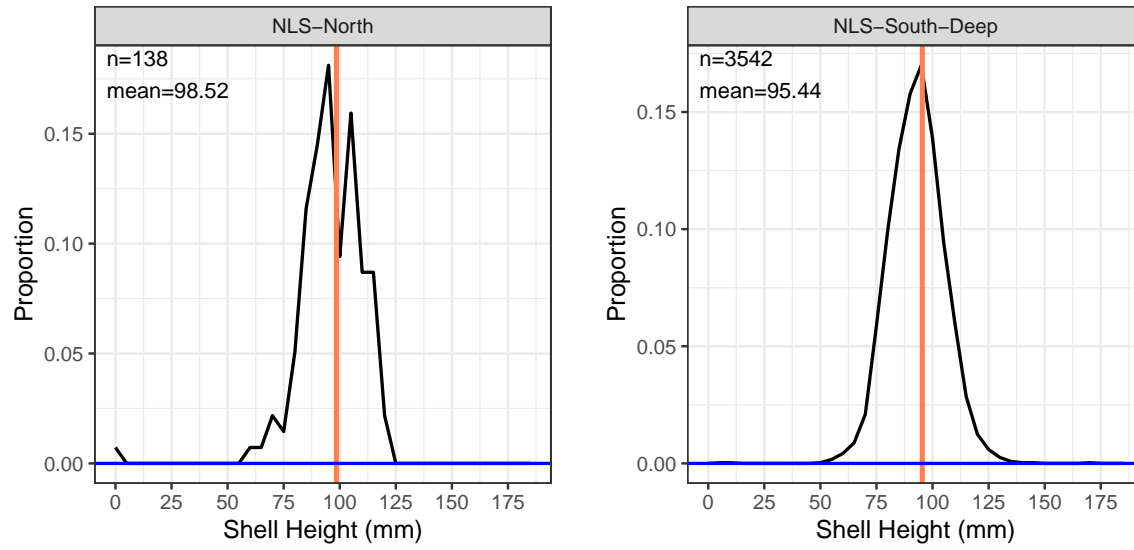 NLS−North
n=138
mean=98.52
0.15
0.10
0.05
0.00
Proportion
0 25 50 75 100 125 150 175
Shell Height (mm)
NLS−South−Deep
n=3542
mean=95.44
0.15
0.10
0.05
0.00
Proportion
0 25 50 75 100 125 150 175
Shell Height (mm)